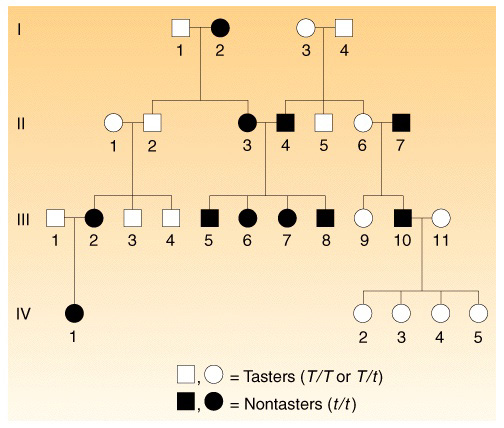 I
1 2 3 4
II
1 2 3 4 5 6 7
III
1 2 3 4 5 6 7 8 9 10 11
IV
1 2 3 4 5
, = Tasters (T/T or T/t)
, = Nontasters (t/t)